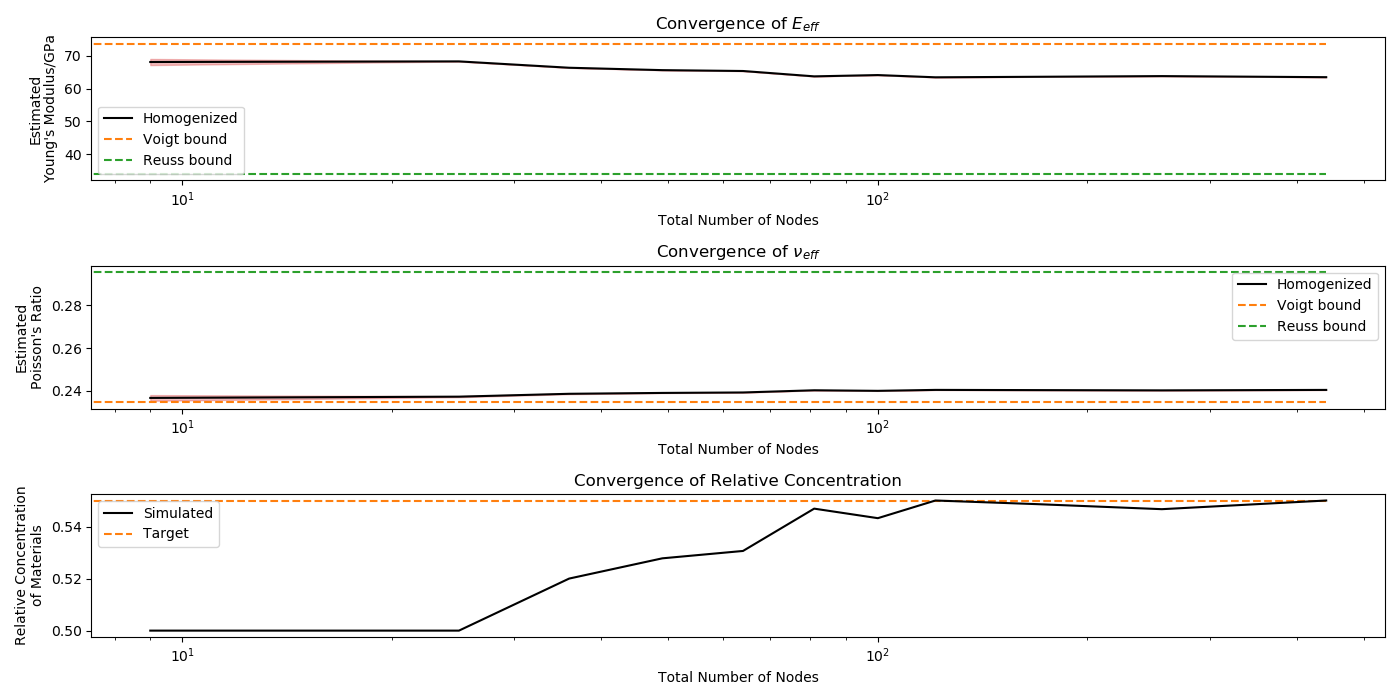 Convergence of E_eff
Estimated
Young's Modulus/GPa
70
60
50
40
Homogenized
Voigt bound
Reuss bound
10^1
10^2
Total Number of Nodes
Convergence of ν_eff
Estimated
Poisson's Ratio
0.28
0.26
0.24
Homogenized
Voigt bound
Reuss bound
10^1
10^2
Total Number of Nodes
Convergence of Relative Concentration
Relative Concentration
of Materials
0.54
0.52
0.50
Simulated
Target
10^1
10^2
Total Number of Nodes